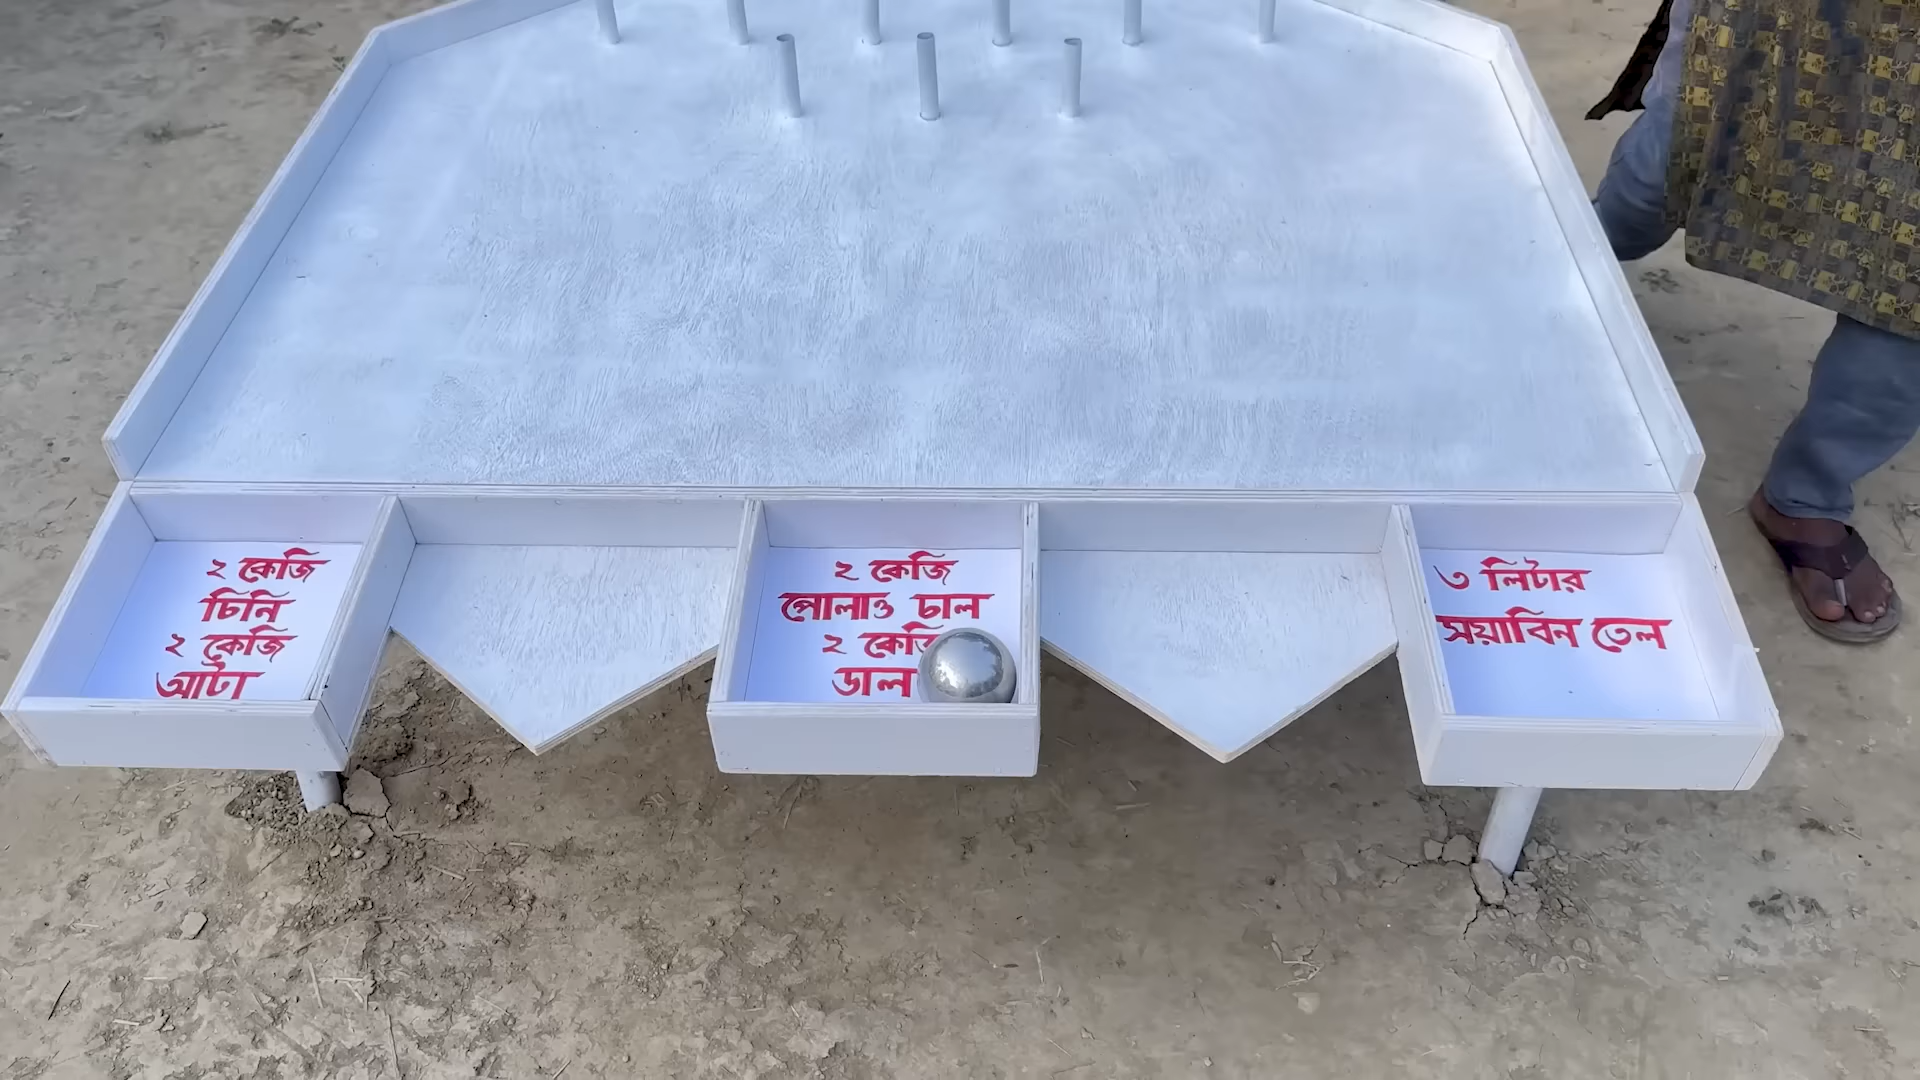 ২ কেজি
চিনি
২ কেজি
আটা
২ কেজি
পোলাও চাল
২ কেজি
ডাল
৩ লিটার
সয়াবিন তেল